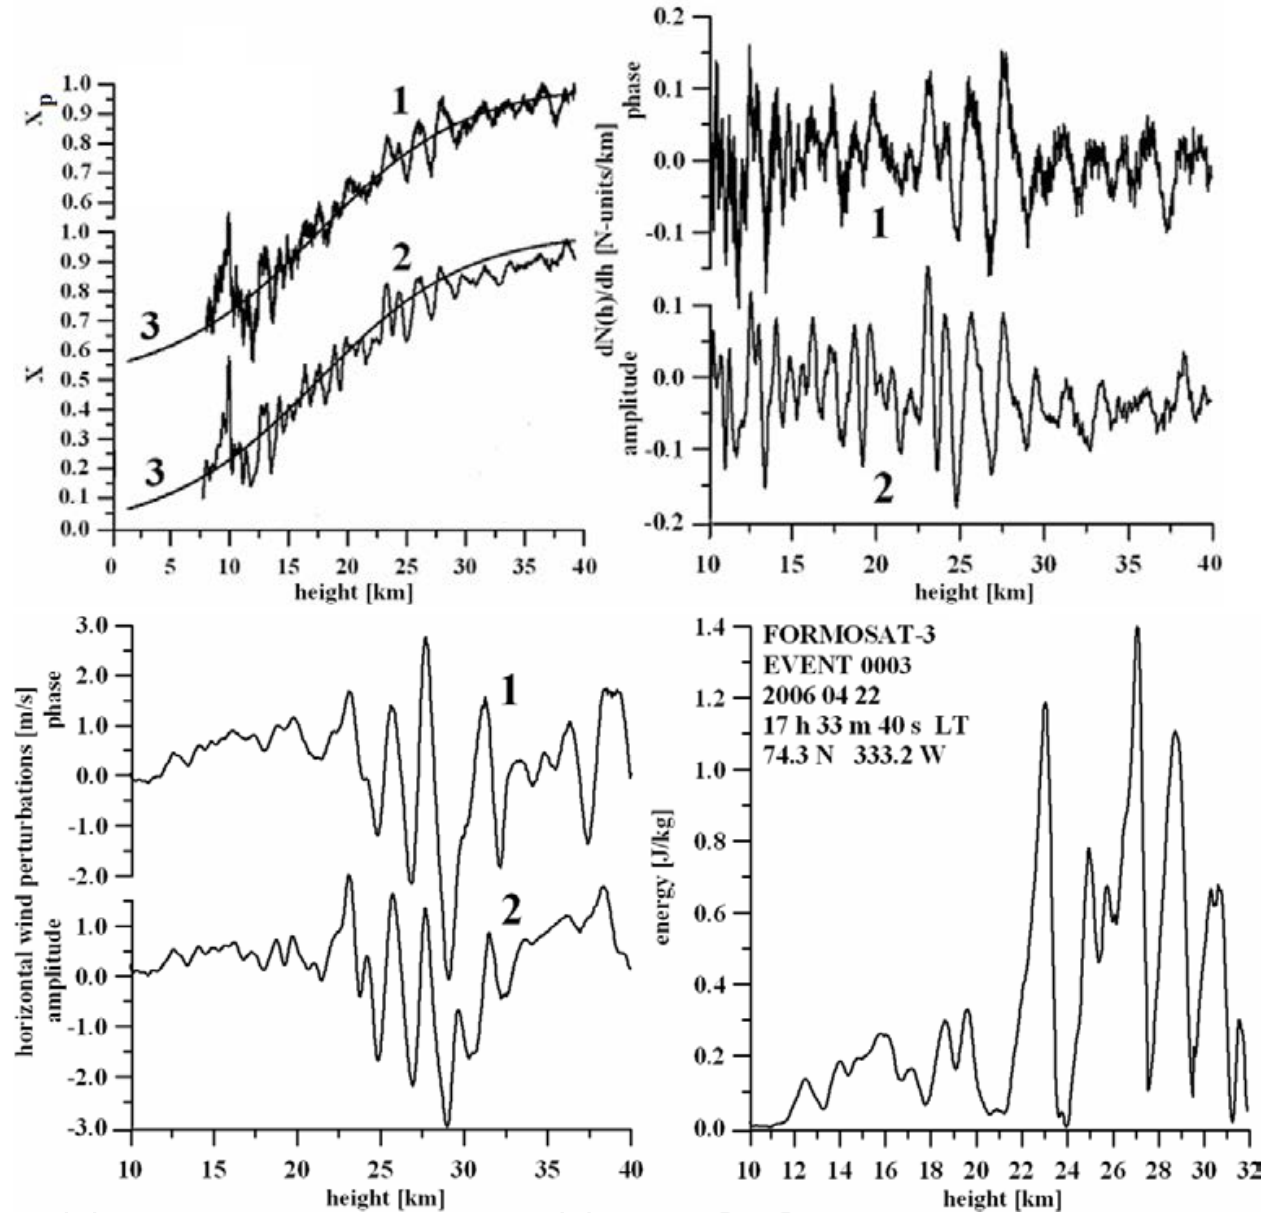 X_p
1.0
0.9
0.8
0.7
0.6
1
3
X
1.0
0.9
0.8
0.7
0.6
0.5
0.4
0.3
0.2
0.1
0.0
2
3
0 5 10 15 20 25 30 35 40
height [km]
dN(h)/dh [N-units/km]
phase
amplitude
0.2
0.1
0.0
-0.1
1
0.1
0.0
-0.1
-0.2
2
10 15 20 25 30 35 40
height [km]
horizontal wind perturbations [m/s]
phase
amplitude
3.0
2.0
1.0
0.0
-1.0
-2.0
1
1.0
0.0
-1.0
-2.0
-3.0
2
10 15 20 25 30 35 40
height [km]
energy [J/kg]
1.4
1.2
1.0
0.8
0.6
0.4
0.2
0.0
FORMOSAT-3
EVENT 0003
2006 04 22
17 h 33 m 40 s LT
74.3 N 333.2 W
10 12 14 16 18 20 22 24 26 28 30 32
height [km]